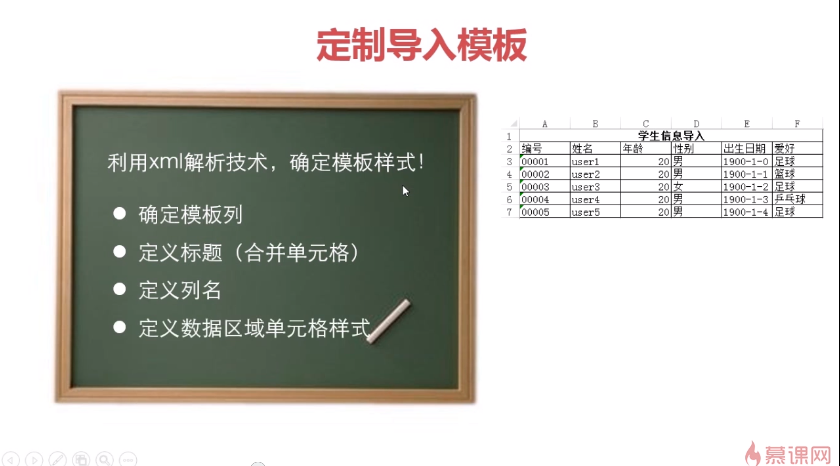 定制导入模板
利用xml解析技术，确定模板样式！
确定模板列
定义标题（合并单元格）
定义列名
定义数据区域单元格样式
A B C D E F
1 学生信息导入
2 编号 姓名 年龄 性别 出生日期 爱好
3 00001 user1 20 男 1900-1-0 足球
4 00002 user2 20 男 1900-1-1 篮球
5 00003 user3 20 女 1900-1-2 足球
6 00004 user4 20 男 1900-1-3 乒乓球
7 00005 user5 20 男 1900-1-4 足球
慕课网